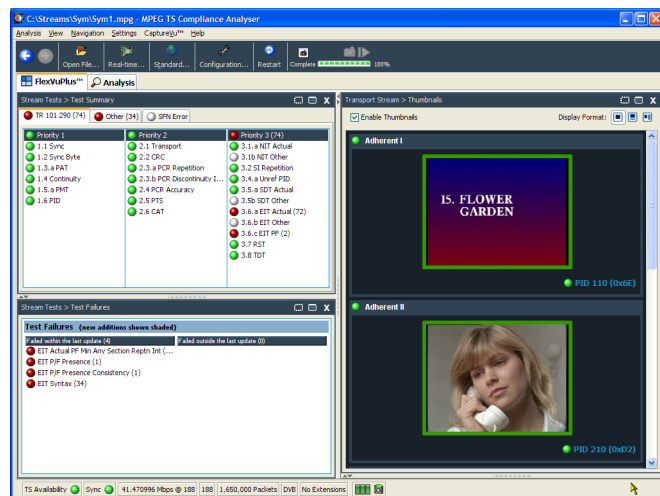 C:\Streams\Sym\Sym1.mpg - MPEG TS Compliance Analyser
Analysis View Navigation Settings CaptureVu™ Help
Open File... Real-time... Standard... Configuration... Restart Complete 100%
FlexVuPlus™ Analysis
Stream Tests > Test Summary
TR 101 290 (74) Other (34) SFN Error
Priority 1
1.1 Sync
1.2 Sync Byte
1.3.a PAT
1.4 Continuity
1.5.a PMT
1.6 PID
Priority 2
2.1 Transport
2.2 CRC
2.3.a PCR Repetition
2.3.b PCR Discontinuity I...
2.4 PCR Accuracy
2.5 PTS
2.6 CAT
Priority 3 (74)
3.1.a NIT Actual
3.1b NIT Other
3.2 SI Repetition
3.4.a Unref PID
3.5.a SDT Actual
3.5b SDT Other
3.6.a EIT Actual (72)
3.6.b EIT Other
3.6.c EIT PF (2)
3.7 RST
3.8 TDT
Stream Tests > Test Failures
Test Failures (new additions shown shaded)
Failed within the last update (4) Failed outside the last update (0)
EIT Actual PF Min Any Section Reptn Int (...
EIT P/F Presence (1)
EIT P/F Presence Consistency (1)
EIT Syntax (34)
Transport Stream > Thumbnails
Enable Thumbnails Display Format:
Adherent I
15. FLOWER
GARDEN
PID 110 (0x6E)
Adherent II
PID 210 (0xD2)
TS Availability Sync 41.470996 Mbps @ 188 188 1,650,000 Packets DVB No Extensions